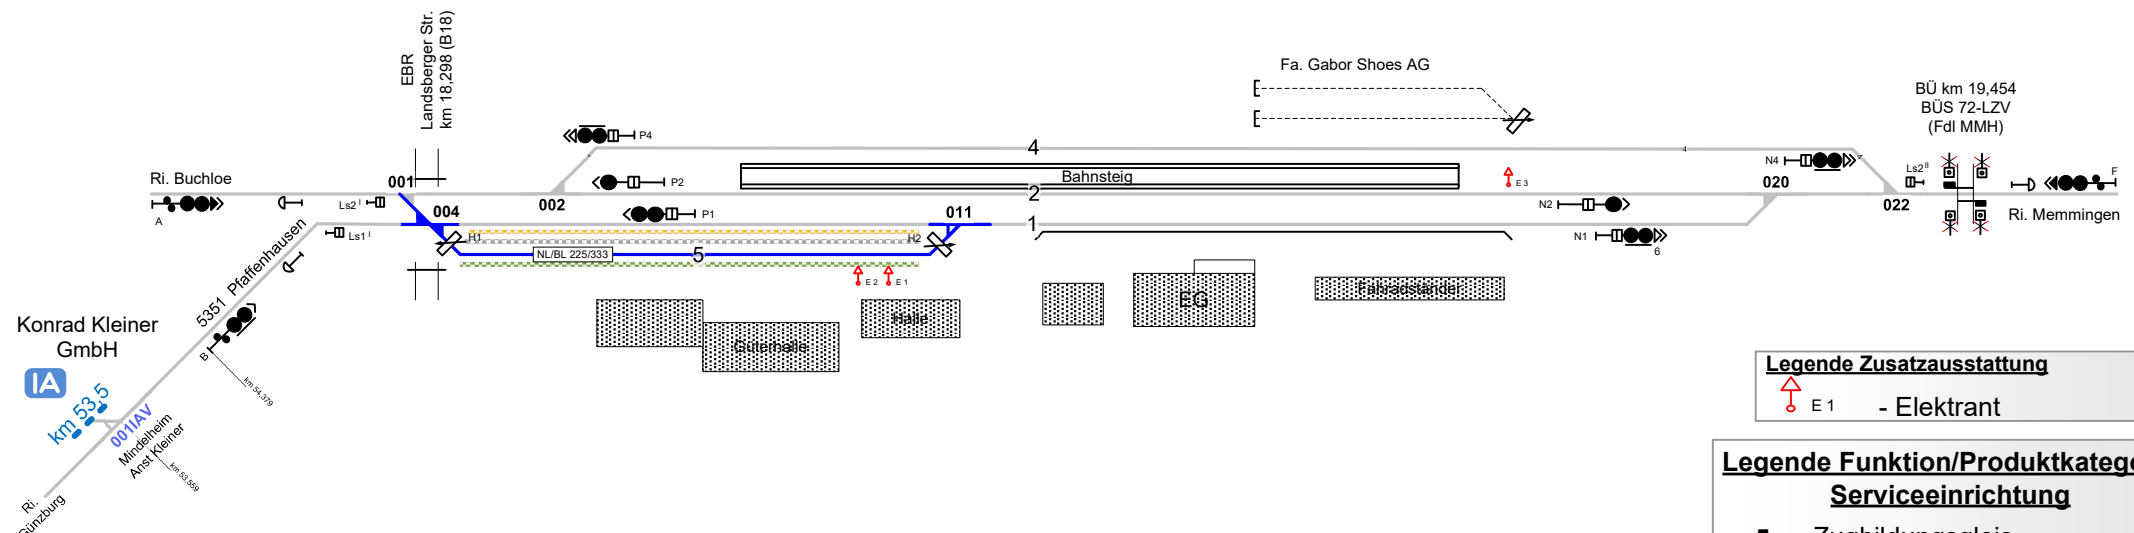 EBR
Landsberger Str.
km 18,298 (B18)
Fa. Gabor Shoes AG
BÜ km 19,454
BÜS 72-LZV
(Fdl MMH)
P4
4
4
N4
4
Ls2 II
F
Ri. Buchloe
001
A
Ls2 I
P2
Bahnsteig
E 3
020
2
N2
022
Ri. Memmingen
002
004
P1
011
1
Ls1 I
H1
H2
N1
6
NL/BL 225/333
5
E 2
E 1
5351 Pfaffenhausen
B
km 54,379
Halle
Güterhalle
EG
Fahradständer
Konrad Kleiner
GmbH
IA
km 53,5
001IAV
Mindelheim
Anst Kleiner
km 53,559
Ri.
Günzburg
Legende Zusatzausstattung
E 1 - Elektrant
Legende Funktion/Produktkatego
Serviceeinrichtung